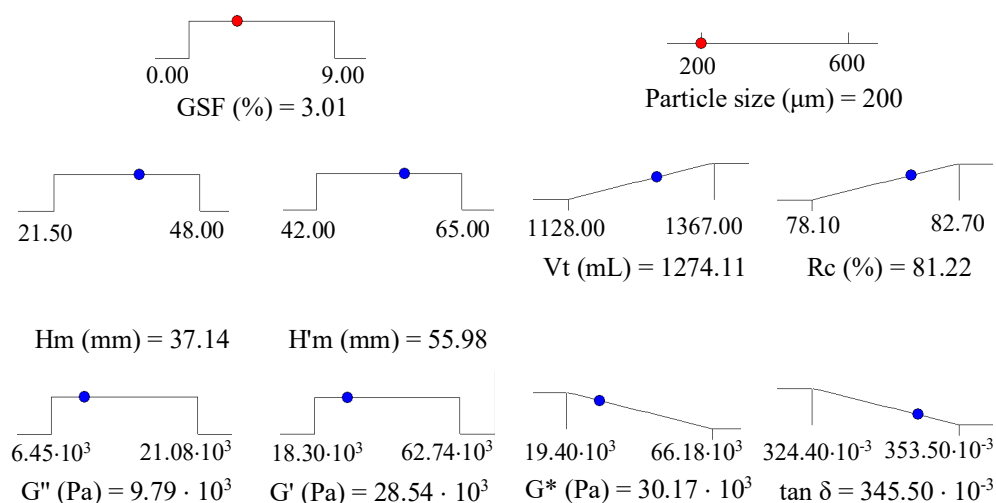 0.00 9.00
GSF (%) = 3.01
200 600
Particle size (μm) = 200
21.50 48.00
Hm (mm) = 37.14
42.00 65.00
H'm (mm) = 55.98
1128.00 1367.00
Vt (mL) = 1274.11
78.10 82.70
Rc (%) = 81.22
6.45·10³ 21.08·10³
G'' (Pa) = 9.79 · 10³
18.30·10³ 62.74·10³
G' (Pa) = 28.54 · 10³
19.40·10³ 66.18·10³
G* (Pa) = 30.17 · 10³
324.40·10⁻³ 353.50·10⁻³
tan δ = 345.50 · 10⁻³